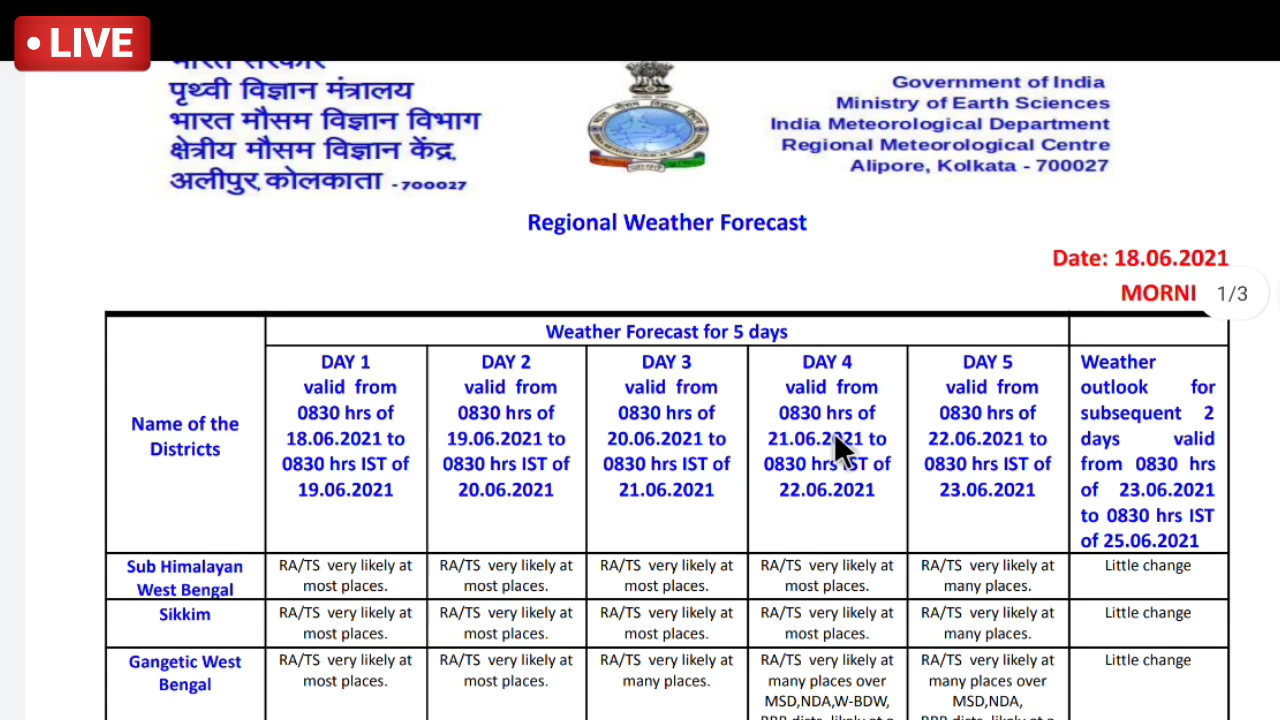 • LIVE
भारत सरकार
पृथ्वी विज्ञान मंत्रालय
भारत मौसम विज्ञान विभाग
क्षेत्रीय मौसम विज्ञान केंद्र,
अलीपुर, कोलकाता - 700027
Government of India
Ministry of Earth Sciences
India Meteorological Department
Regional Meteorological Centre
Alipore, Kolkata - 700027
Regional Weather Forecast
Date: 18.06.2021
MORNI
1/3
Weather Forecast for 5 days
Name of the
Districts
DAY 1
valid from
0830 hrs of
18.06.2021 to
0830 hrs IST of
19.06.2021
DAY 2
valid from
0830 hrs of
19.06.2021 to
0830 hrs IST of
20.06.2021
DAY 3
valid from
0830 hrs of
20.06.2021 to
0830 hrs IST of
21.06.2021
DAY 4
valid from
0830 hrs of
21.06.2021 to
0830 hrs IST of
22.06.2021
DAY 5
valid from
0830 hrs of
22.06.2021 to
0830 hrs IST of
23.06.2021
Weather
outlook for
subsequent 2
days valid
from 0830 hrs
of 23.06.2021
to 0830 hrs IST
of 25.06.2021
Sub Himalayan
West Bengal
RA/TS very likely at
most places.
RA/TS very likely at
most places.
RA/TS very likely at
most places.
RA/TS very likely at
most places.
RA/TS very likely at
many places.
Little change
Sikkim
RA/TS very likely at
most places.
RA/TS very likely at
most places.
RA/TS very likely at
most places.
RA/TS very likely at
most places.
RA/TS very likely at
many places.
Little change
Gangetic West
Bengal
RA/TS very likely at
most places.
RA/TS very likely at
most places.
RA/TS very likely at
many places.
RA/TS very likely at
many places over
MSD,NDA,W-BDW,
RA/TS very likely at
many places over
MSD,NDA,
Little change